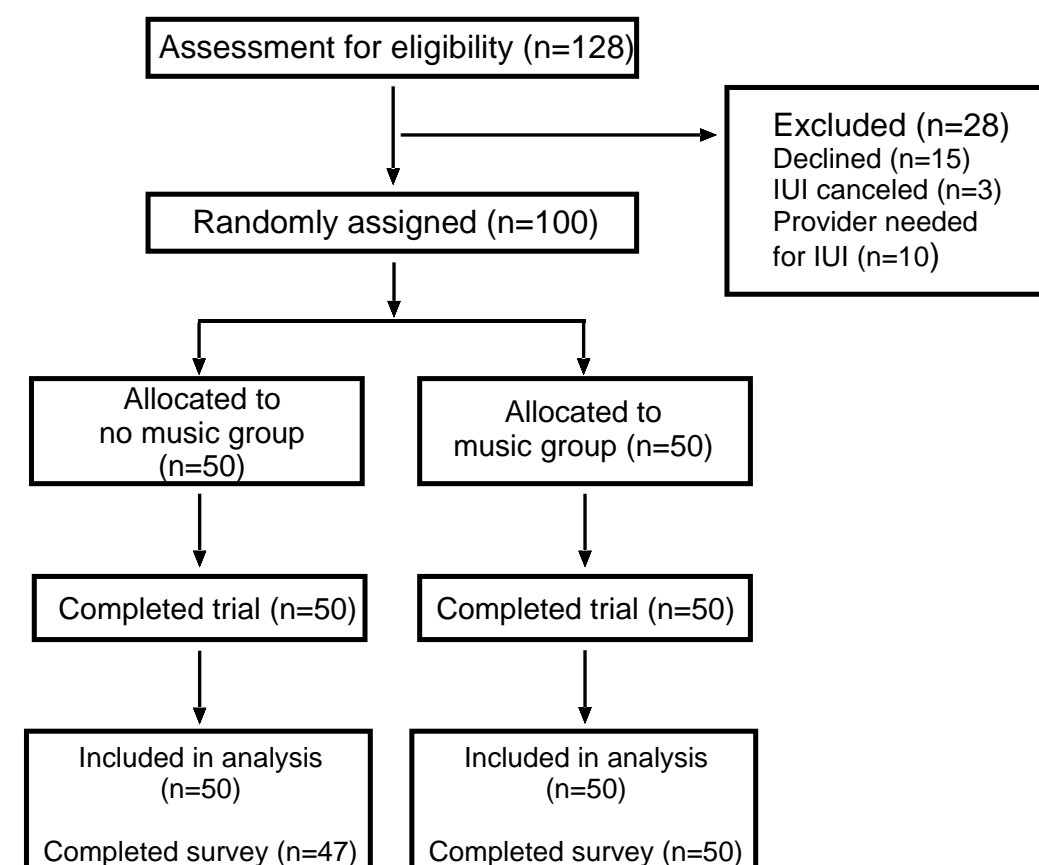 Assessment for eligibility (n=128)
Excluded (n=28)
Declined (n=15)
IUI canceled (n=3)
Provider needed
for IUI (n=10)
Randomly assigned (n=100)
Allocated to
no music group
(n=50)
Allocated to
music group (n=50)
Completed trial (n=50)
Completed trial (n=50)
Included in analysis
(n=50)
Completed survey (n=47)
Included in analysis
(n=50)
Completed survey (n=50)